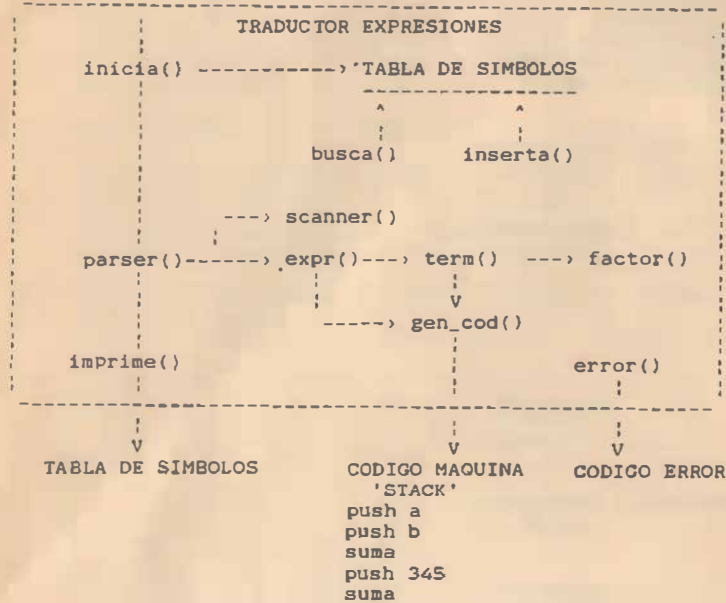 TRADUCTOR EXPRESIONES
inicia() ----------> TABLA DE SIMBOLOS
busca() inserta()
---> scanner()
parser()------> expr()---> term() ---> factor()
-----> gen_cod()
imprime() error()
TABLA DE SIMBOLOS CODIGO MAQUINA CODIGO ERROR
'STACK'
push a
push b
suma
push 345
suma